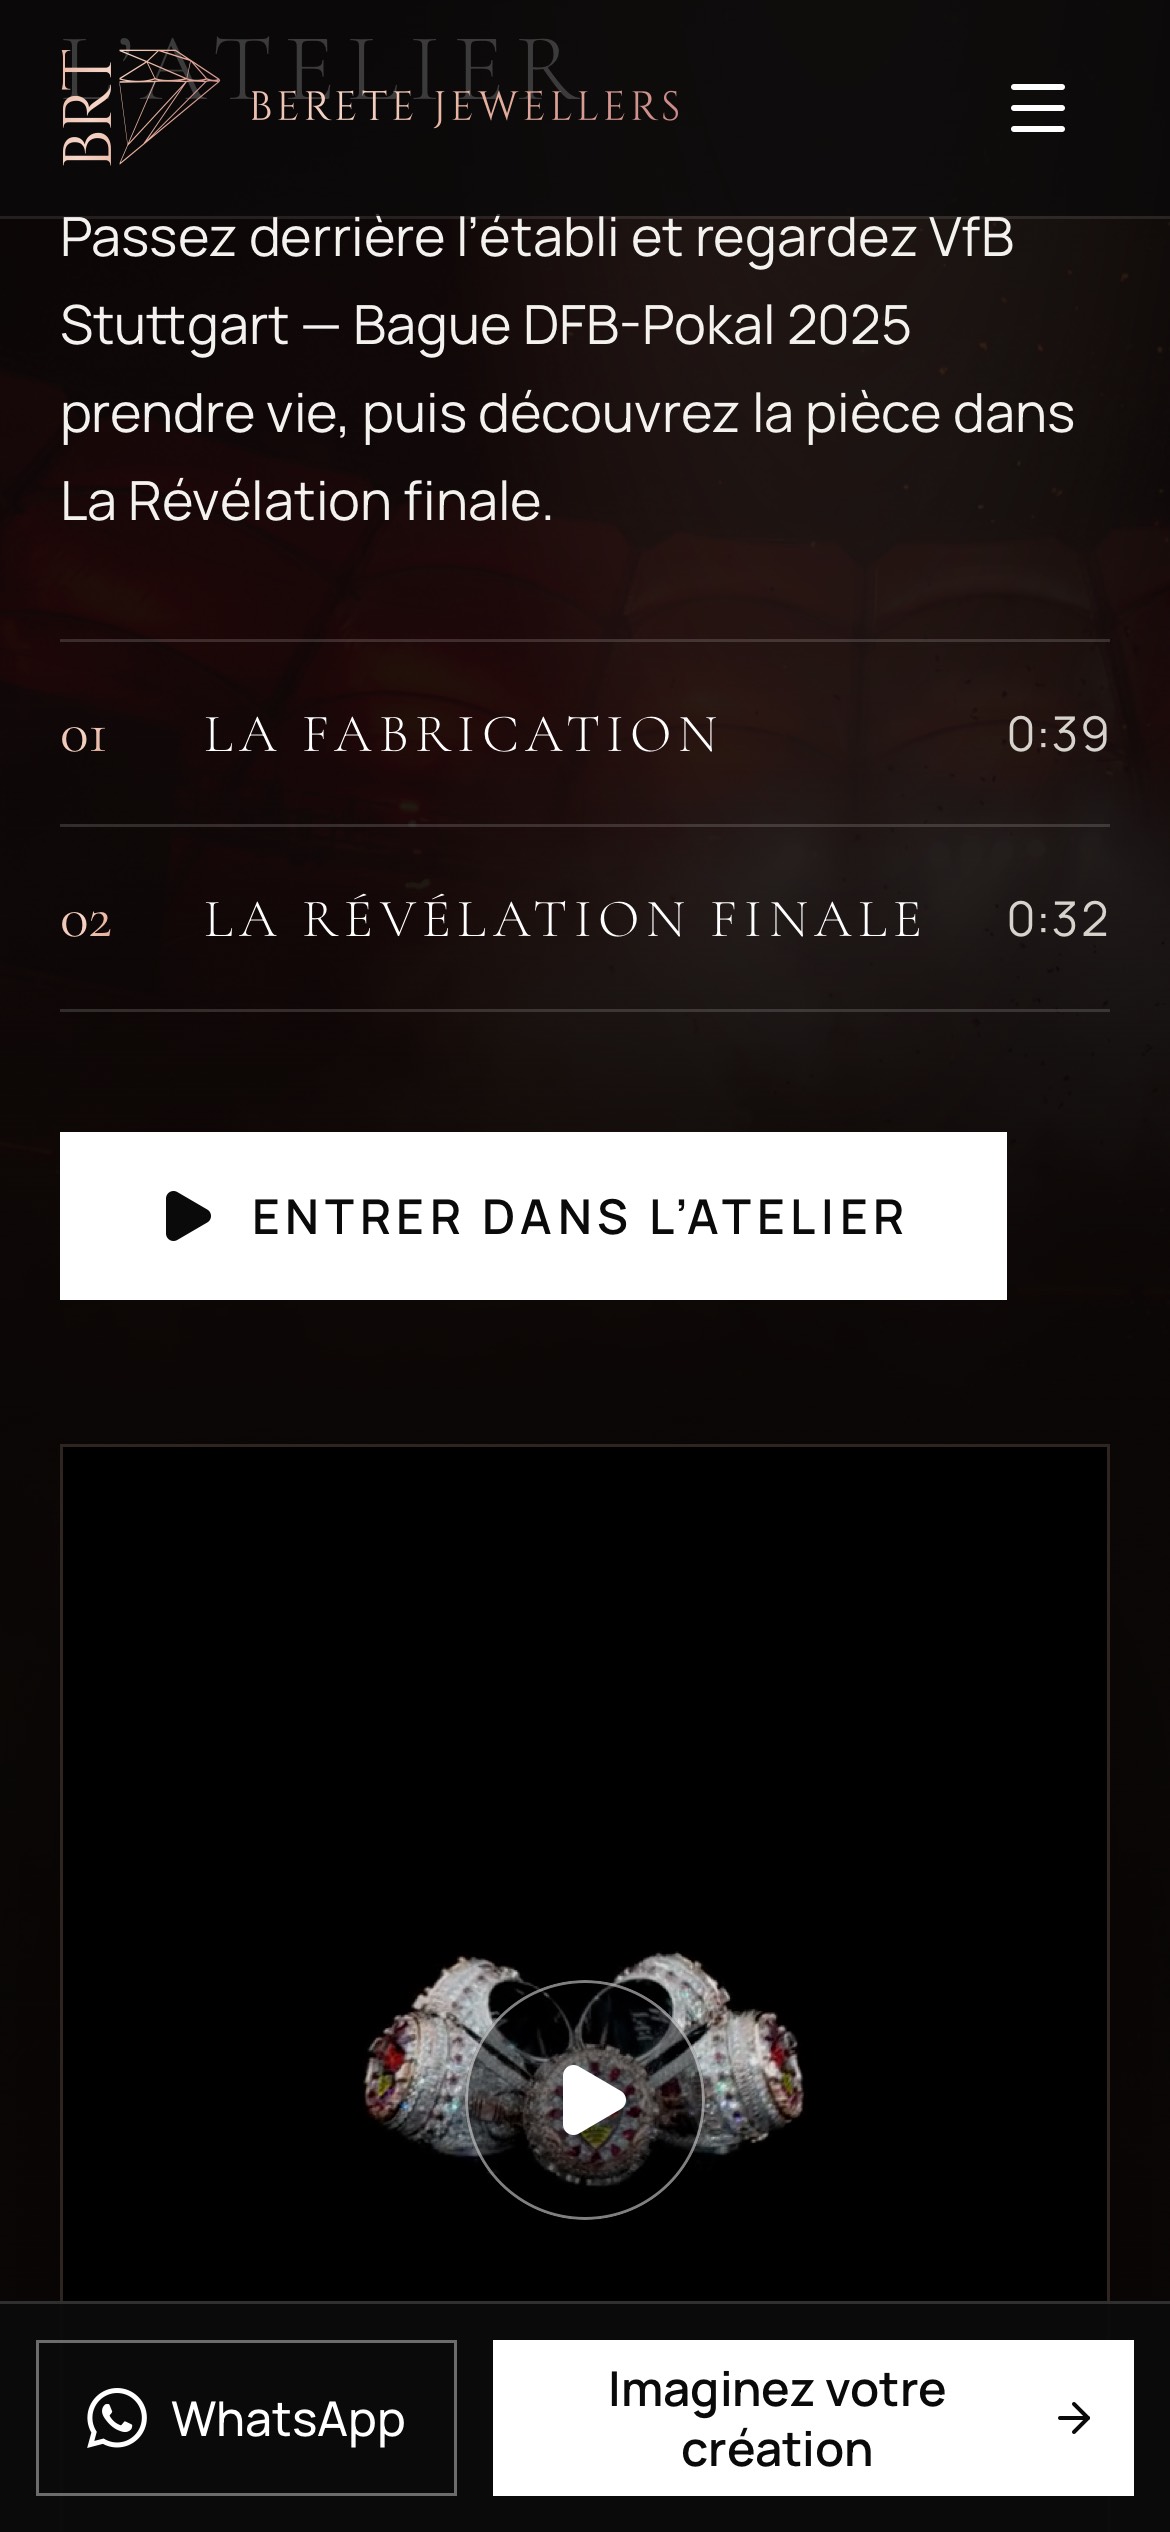 L’ATELIER
BRT
BERETE JEWELLERS
Passez derrière l’établi et regardez VfB
Stuttgart — Bague DFB-Pokal 2025
prendre vie, puis découvrez la pièce dans
La Révélation finale.
01 LA FABRICATION 0:39
02 LA RÉVÉLATION FINALE 0:32
ENTRER DANS L’ATELIER
WhatsApp
Imaginez votre
création